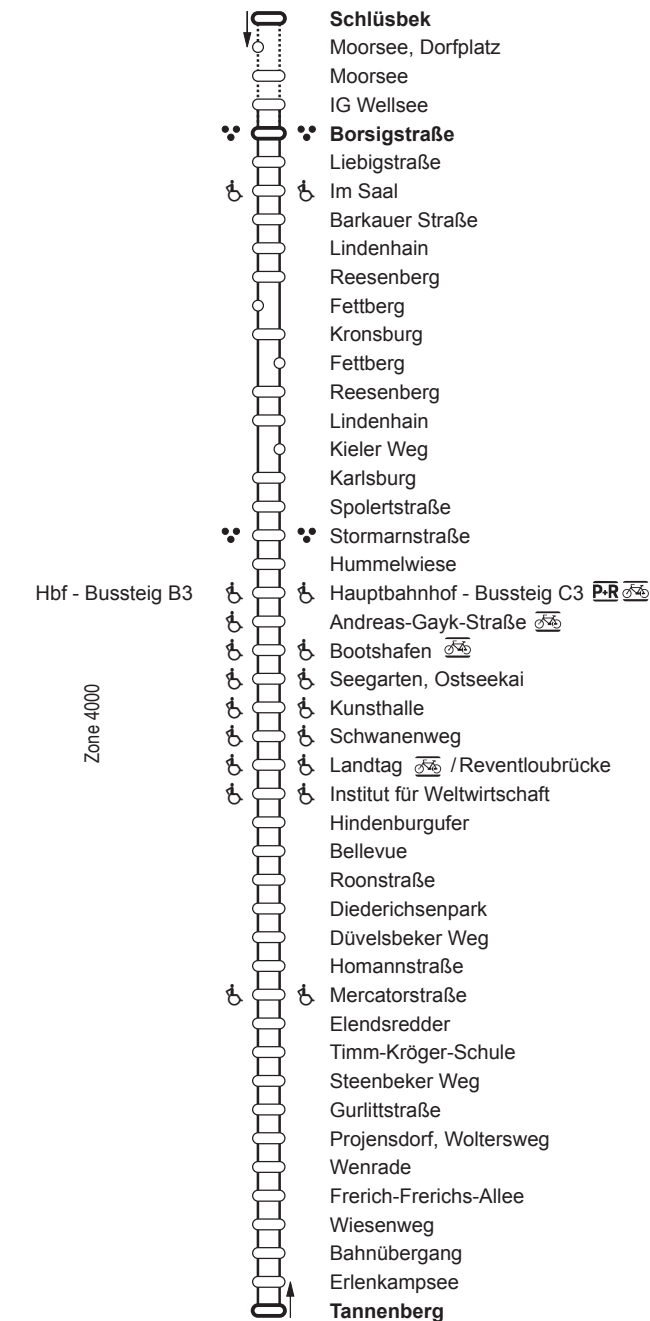 Schlüsbek
Moorsee, Dorfplatz
Moorsee
IG Wellsee
Borsigstraße
Liebigstraße
Im Saal
Barkauer Straße
Lindenhain
Reesenberg
Fettberg
Kronsburg
Fettberg
Reesenberg
Lindenhain
Kieler Weg
Karlsburg
Spolertstraße
Stormarnstraße
Hummelwiese
Hbf - Bussteig B3 Hauptbahnhof - Bussteig C3 P+R
Andreas-Gayk-Straße
Bootshafen
Seegarten, Ostseekai
Kunsthalle
Schwanenweg
Landtag / Reventloubrücke
Institut für Weltwirtschaft
Hindenburgufer
Bellevue
Roonstraße
Diederichsenpark
Düvelsbeker Weg
Homannstraße
Mercatorstraße
Elendsredder
Timm-Kröger-Schule
Steenbeker Weg
Gurlittstraße
Projensdorf, Woltersweg
Wenrade
Frerich-Frerichs-Allee
Wiesenweg
Bahnübergang
Erlenkampsee
Tannenberg
Zone 4000